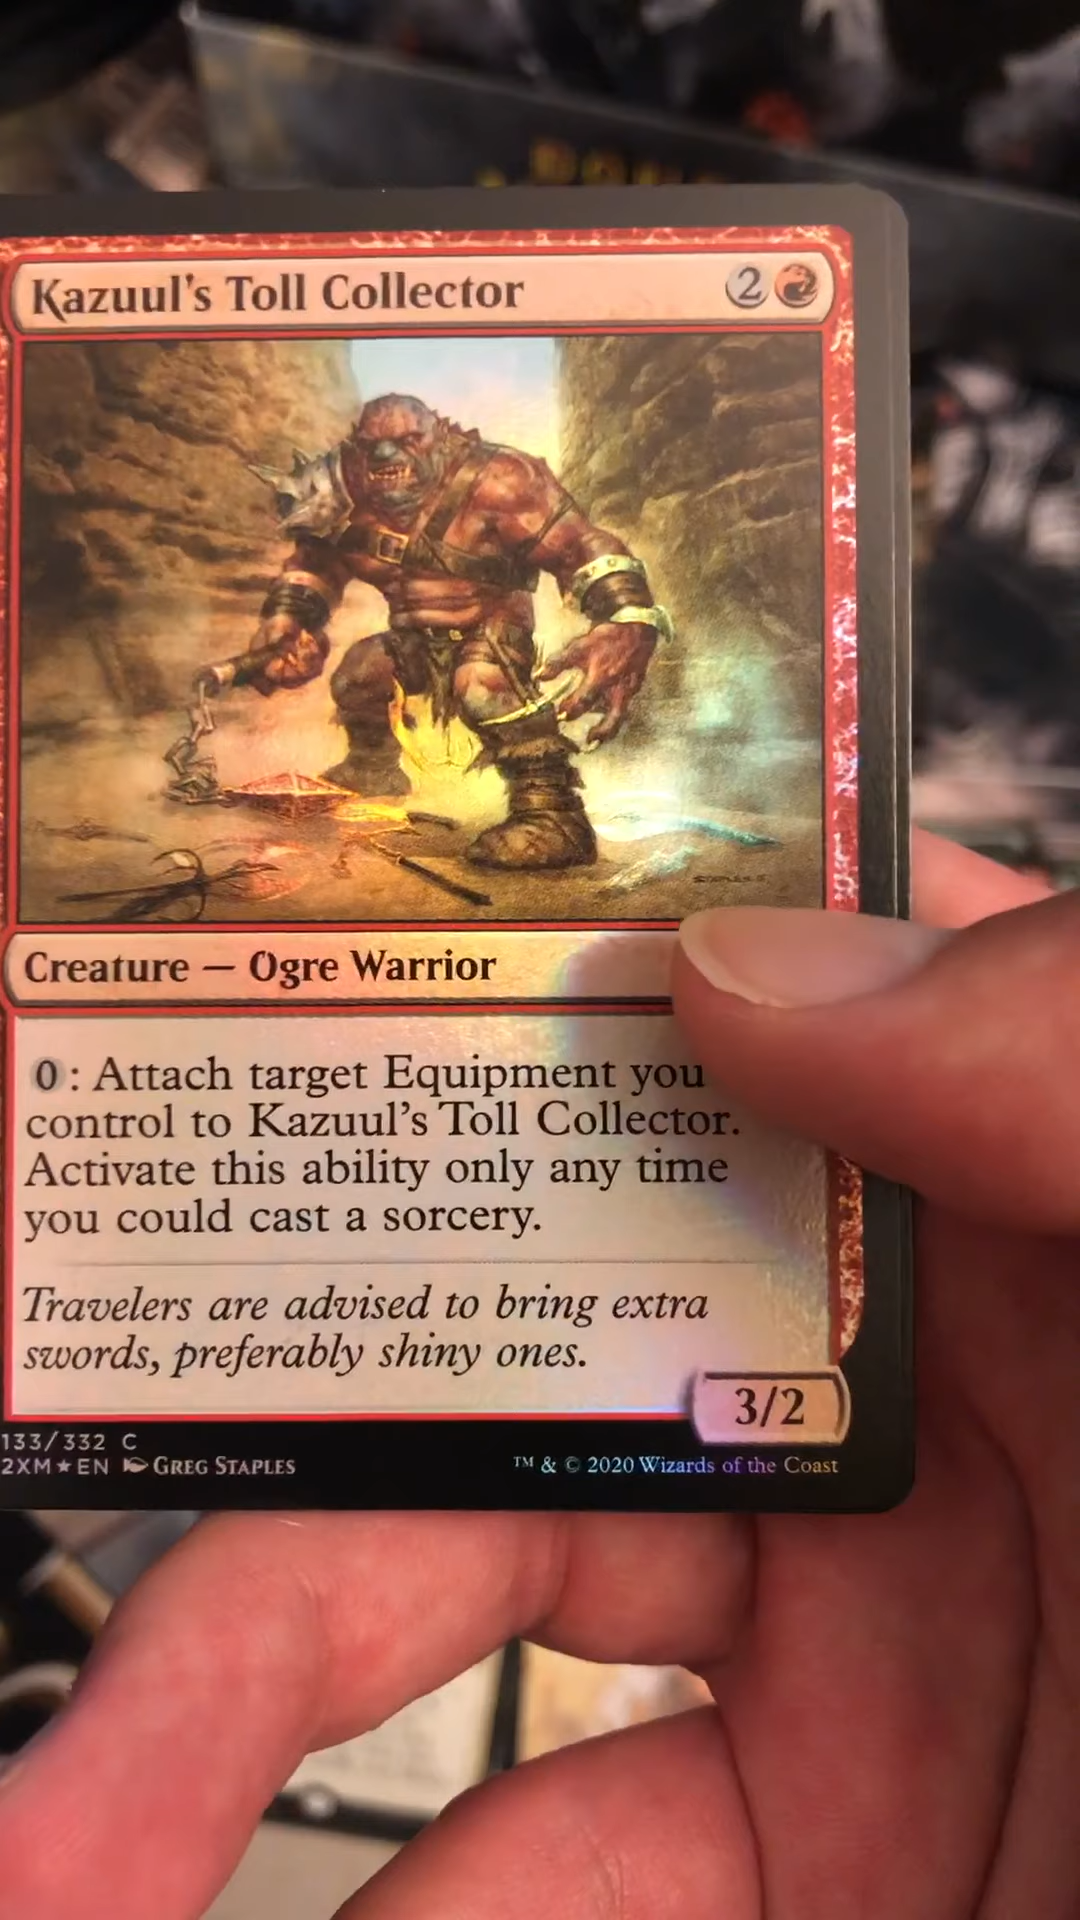 Kazuul's Toll Collector 2
Creature — Ogre Warrior
0: Attach target Equipment you
control to Kazuul's Toll Collector.
Activate this ability only any time
you could cast a sorcery.
Travelers are advised to bring extra
swords, preferably shiny ones.
3/2
133/332 C
2XM★EN GREG STAPLES
™ & © 2020 Wizards of the Coast